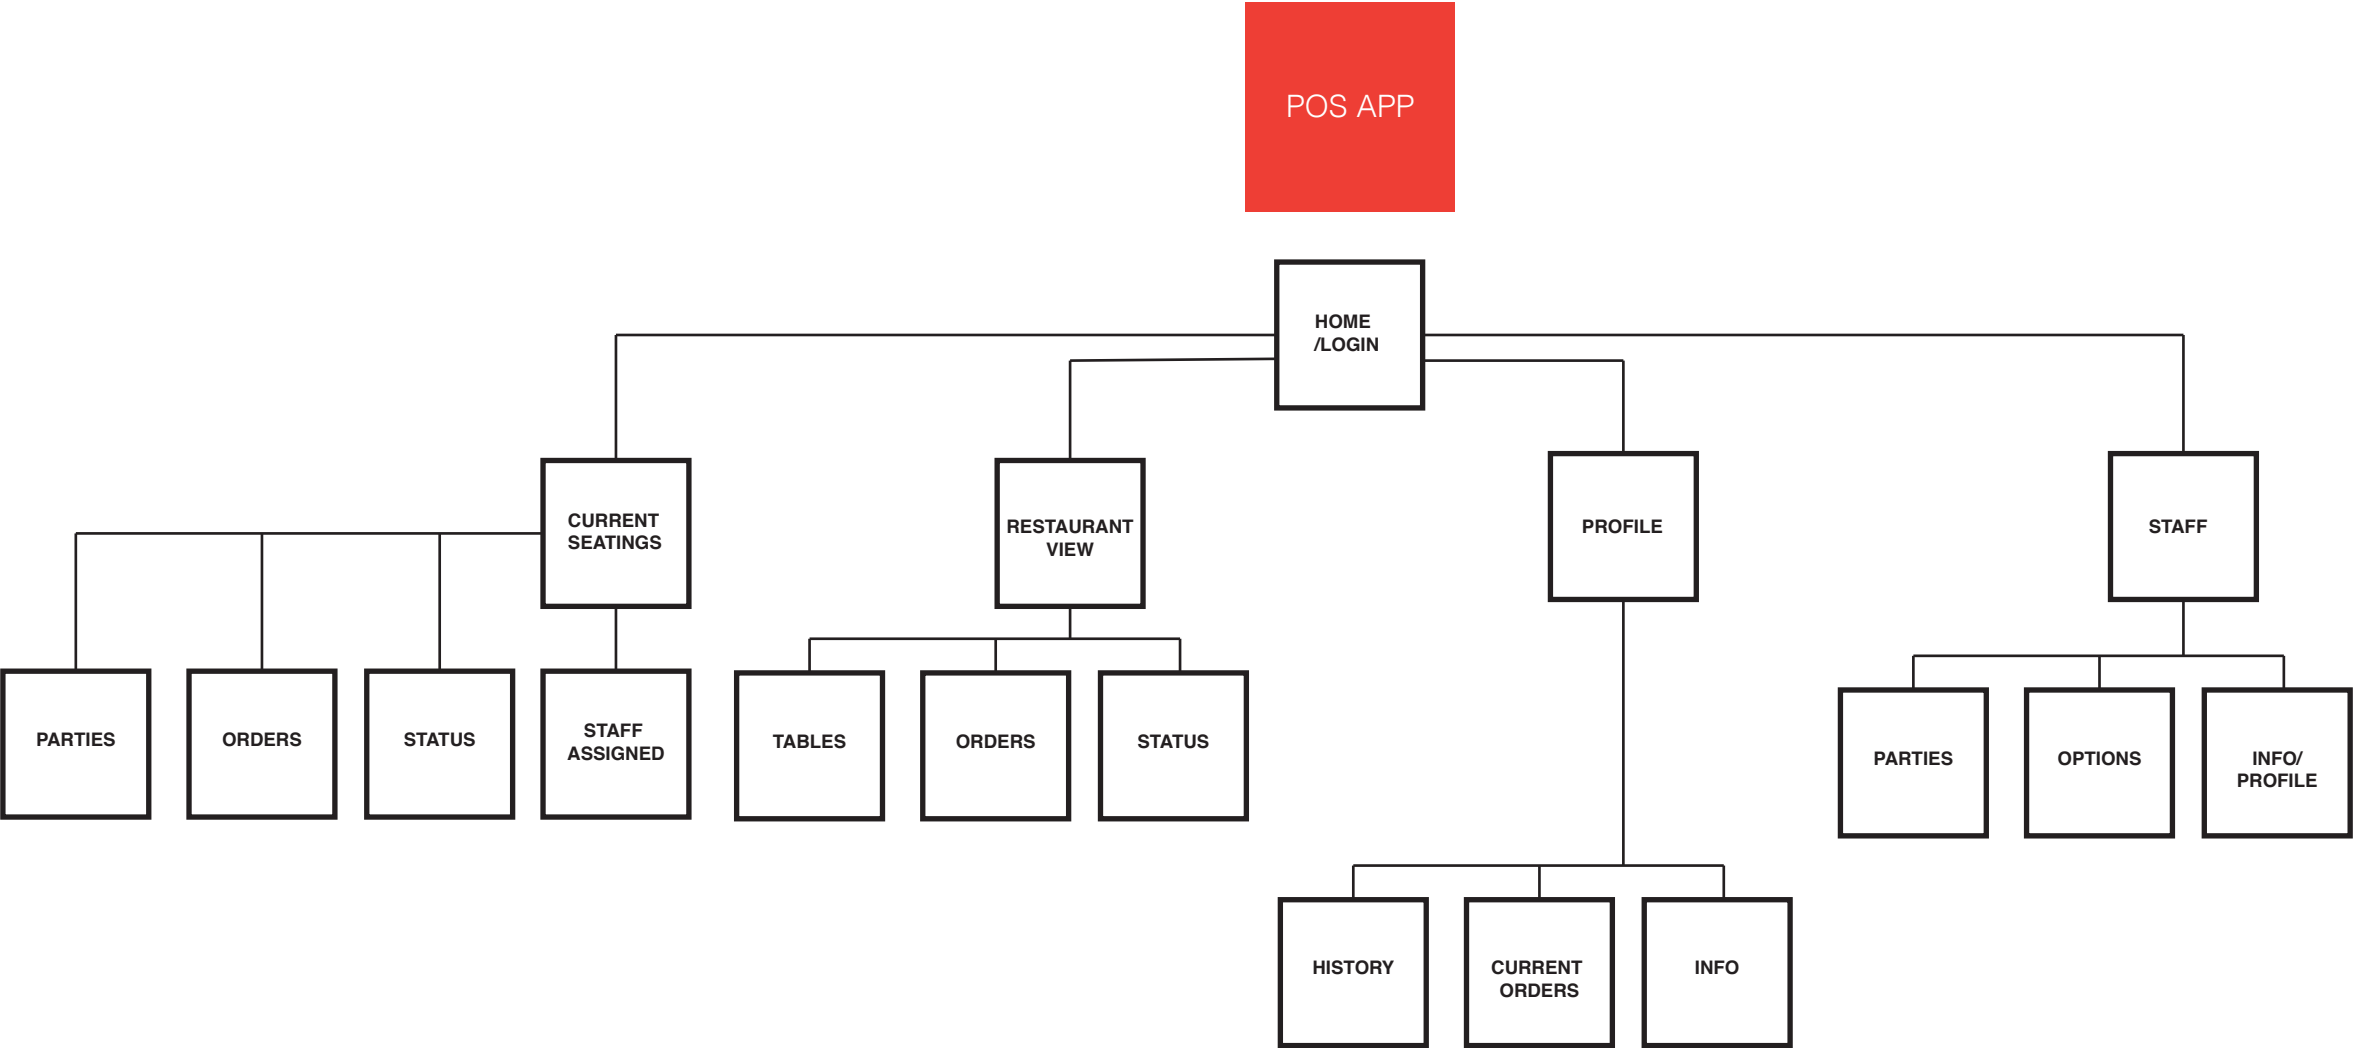 POS APP
HOME
/LOGIN
CURRENT
SEATINGS
RESTAURANT
VIEW
PROFILE
STAFF
PARTIES
ORDERS
STATUS
STAFF
ASSIGNED
TABLES
ORDERS
STATUS
PARTIES
OPTIONS
INFO/
PROFILE
HISTORY
CURRENT
ORDERS
INFO